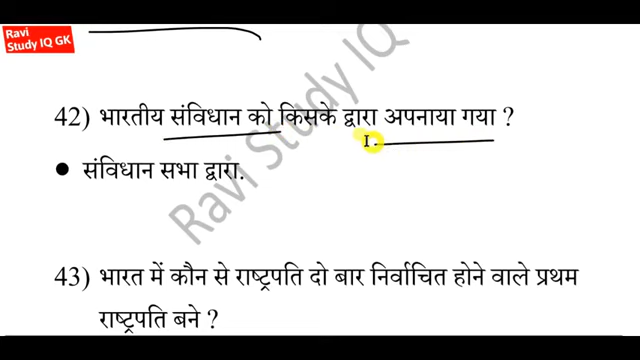 Ravi
Study IQ GK
42) भारतीय संविधान को किसके द्वारा अपनाया गया ?
● संविधान सभा द्वारा.
43) भारत में कौन से राष्ट्रपति दो बार निर्वाचित होने वाले प्रथम
राष्ट्रपति बने ?
Ravi Study IQ